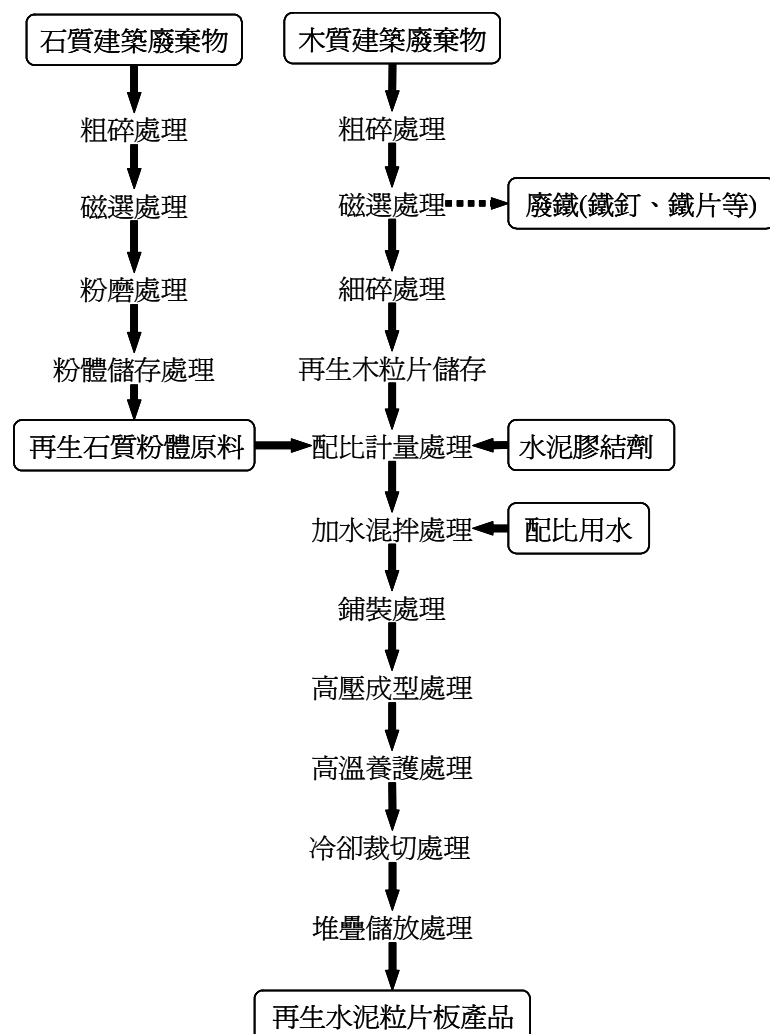 石質建築廢棄物
木質建築廢棄物
粗碎處理
粗碎處理
磁選處理
磁選處理
廢鐵(鐵釘、鐵片等)
粉磨處理
細碎處理
粉體儲存處理
再生木粒片儲存
再生石質粉體原料
配比計量處理
水泥膠結劑
加水混拌處理
配比用水
鋪裝處理
高壓成型處理
高溫養護處理
冷卻裁切處理
堆疊儲放處理
再生水泥粒片板產品